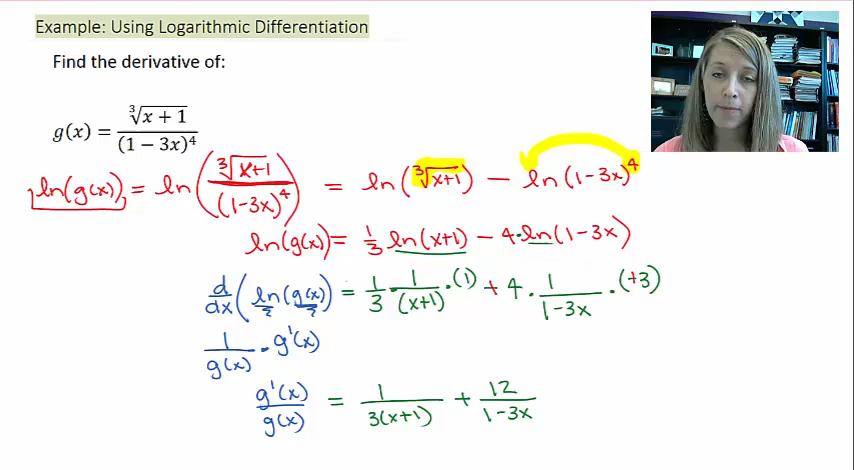 Example: Using Logarithmic Differentiation
Find the derivative of:
g(x) = ∛(x + 1) / (1 − 3x)⁴
ln(g(x)) = ln(∛(x+1) / (1−3x)⁴) = ln(∛(x+1)) − ln(1−3x)⁴
ln(g(x)) = 1/3 ln(x+1) − 4·ln(1−3x)
d/dx (ln(g(x)) = 1/3 · 1/(x+1) · (1) + 4 · 1/(1−3x) · (+3)
1/g(x) · g'(x)
g'(x)/g(x) = 1/(3(x+1)) + 12/(1−3x)